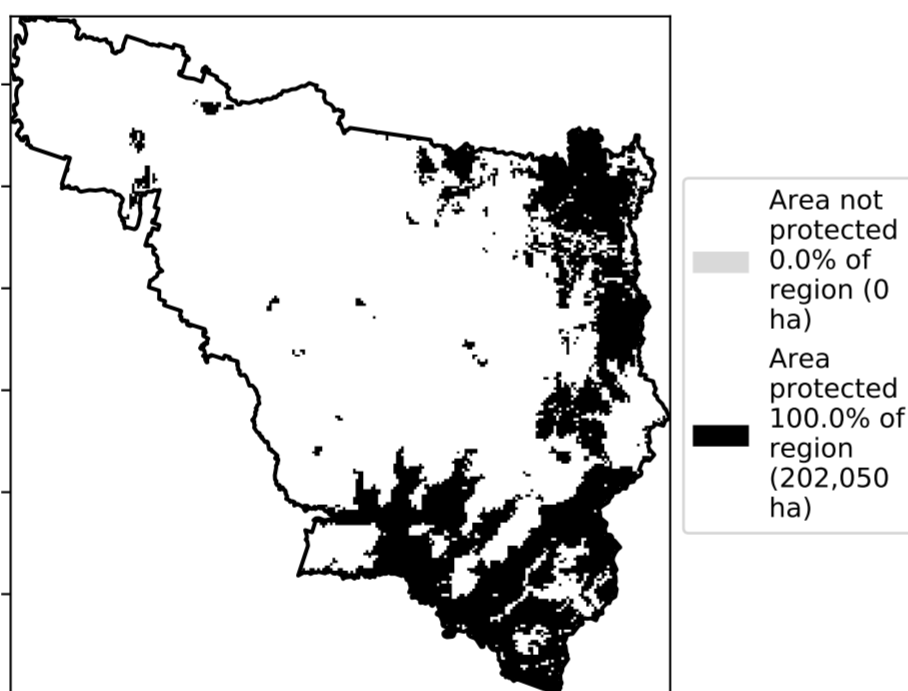 Area not
protected
0.0% of
region (0
ha)
Area
protected
100.0% of
region
(202,050
ha)